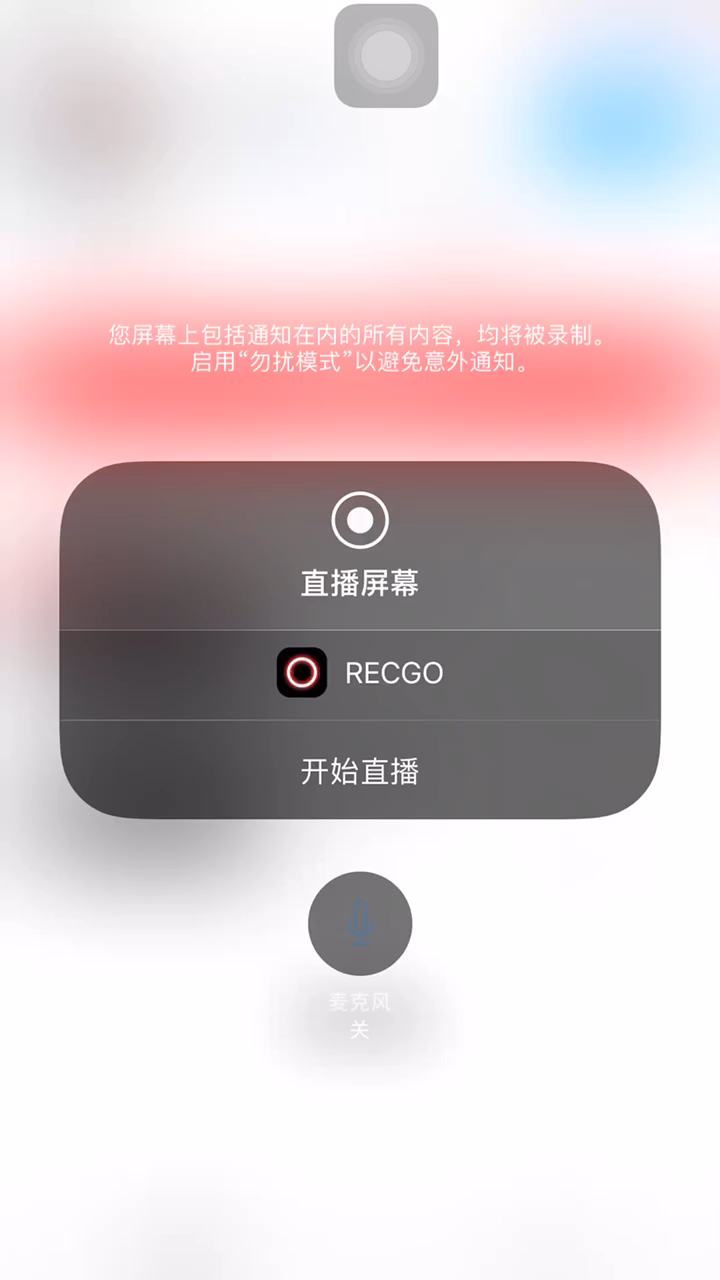 您屏幕上包括通知在内的所有内容，均将被录制。
启用“勿扰模式”以避免意外通知。
直播屏幕
RECGO
开始直播
麦克风
关